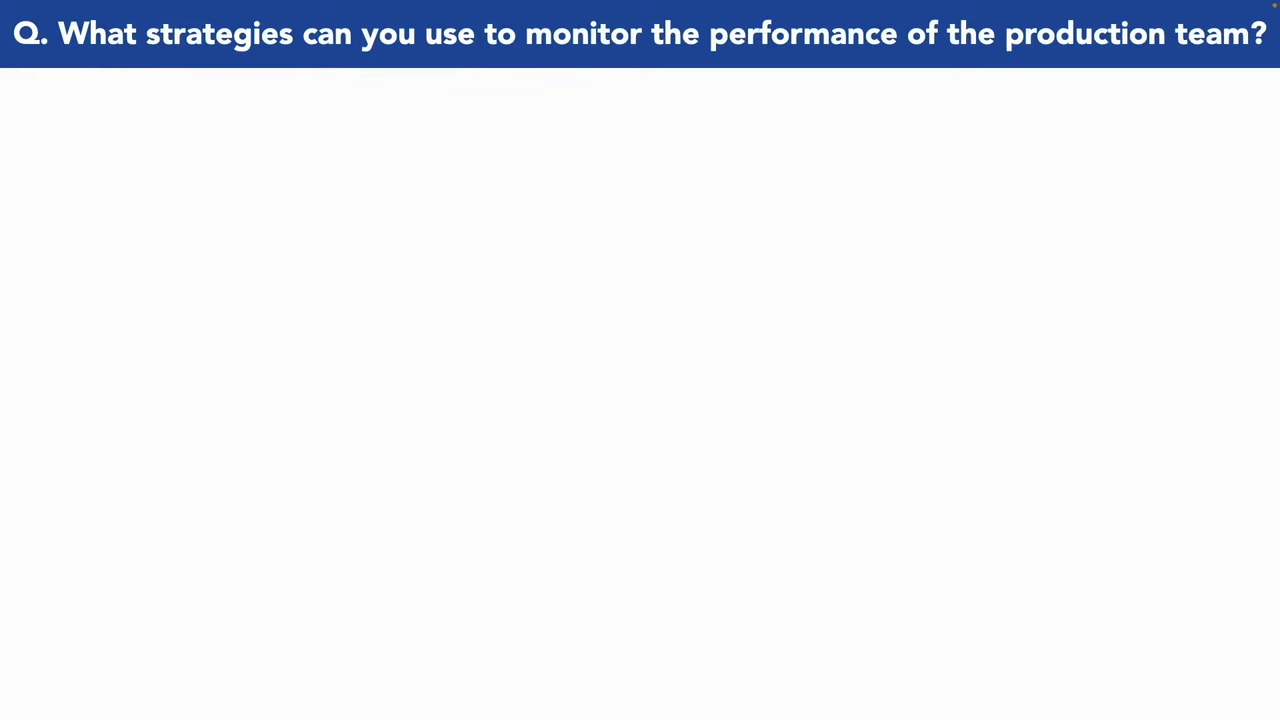 Q. What strategies can you use to monitor the performance of the production team?